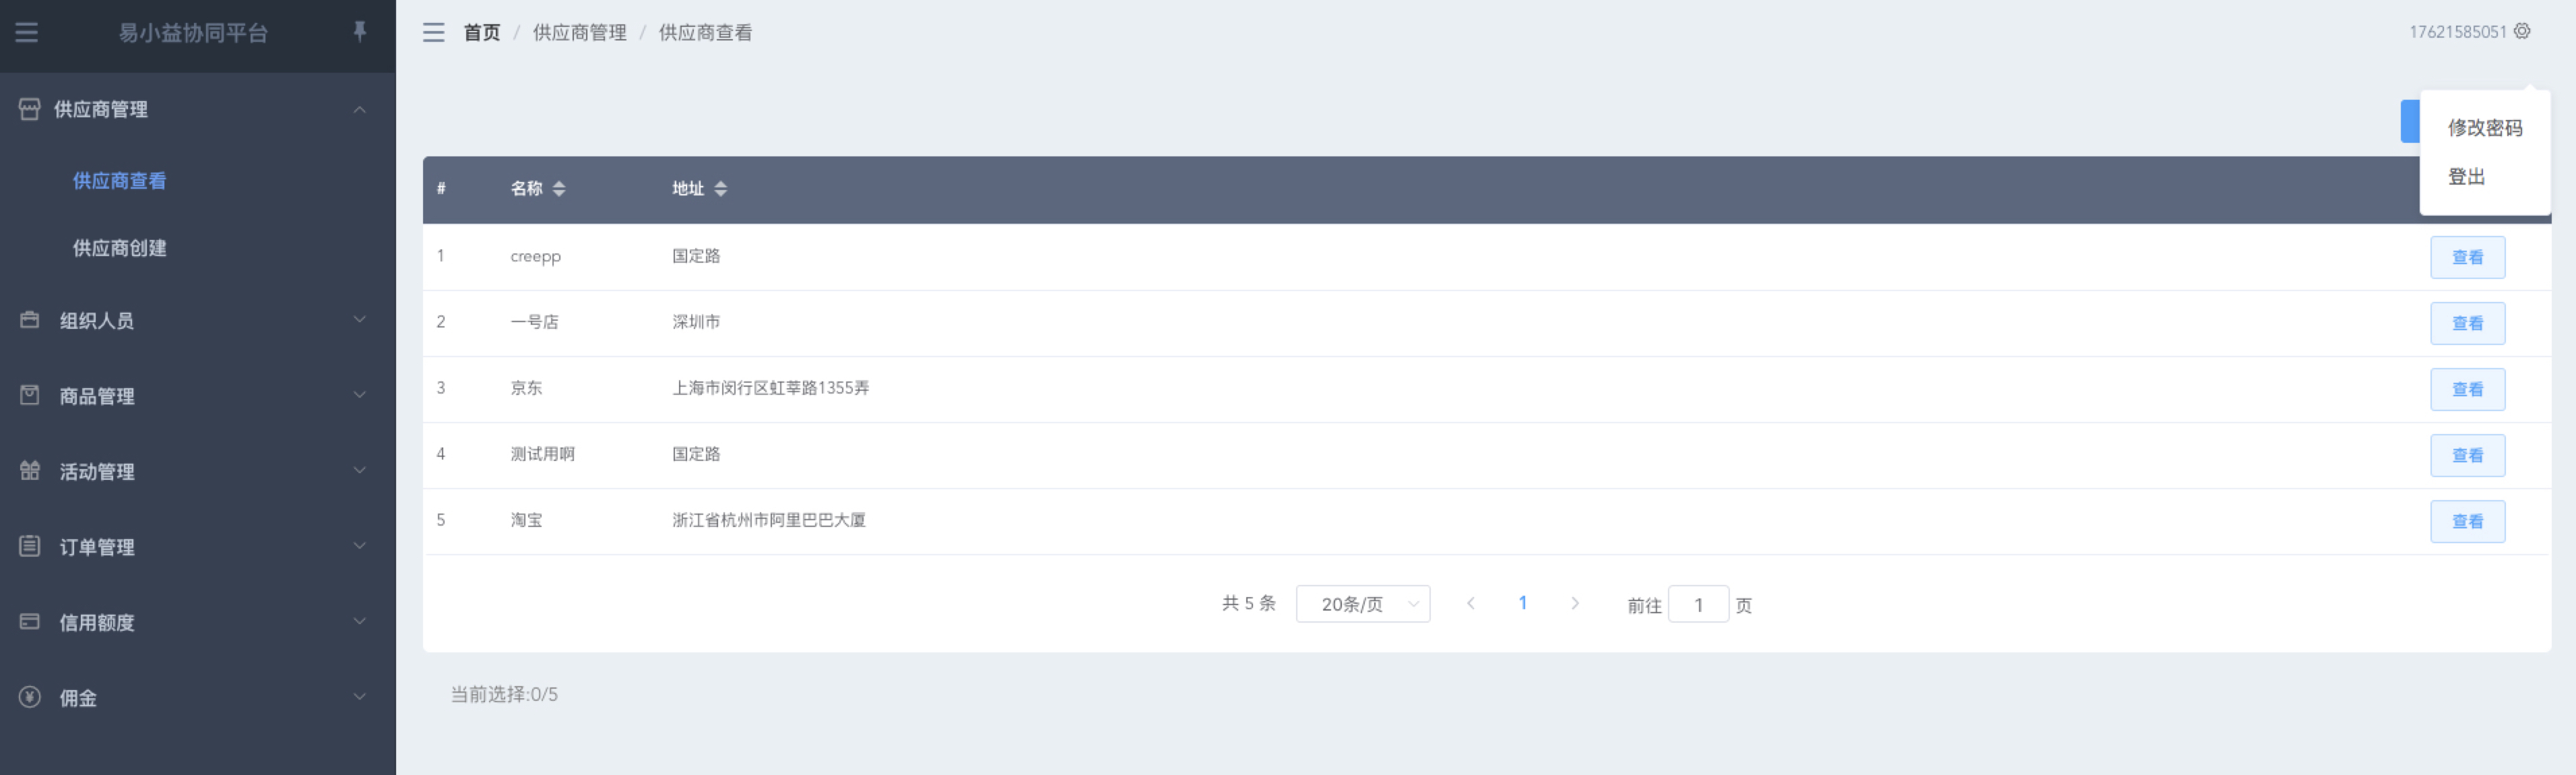 易小益协同平台
供应商管理
供应商查看
供应商创建
组织人员
商品管理
活动管理
订单管理
信用额度
佣金
首页 / 供应商管理 / 供应商查看
17621585051
修改密码
登出
# 名称 地址
1 creepp 国定路 查看
2 一号店 深圳市 查看
3 京东 上海市闵行区虹莘路1355弄 查看
4 测试用啊 国定路 查看
5 淘宝 浙江省杭州市阿里巴巴大厦 查看
共 5 条 20条/页 1 前往 1 页
当前选择:0/5